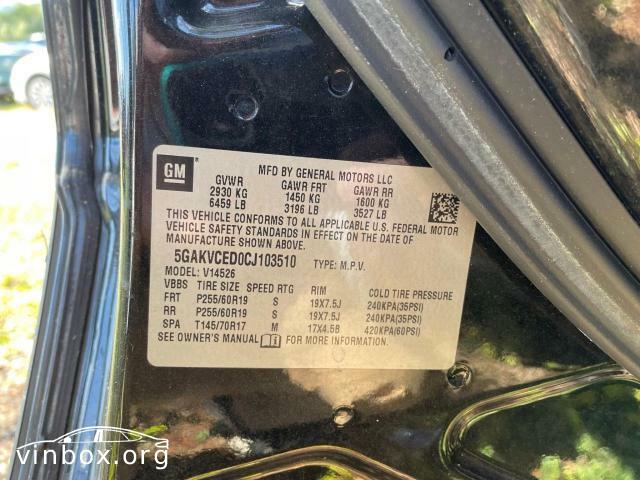 GM
MFD BY GENERAL MOTORS LLC
GVWR GAWR FRT GAWR RR
2930 KG 1450 KG 1600 KG
6459 LB 3196 LB 3527 LB
THIS VEHICLE CONFORMS TO ALL APPLICABLE U.S. FEDERAL MOTOR
VEHICLE SAFETY STANDARDS IN EFFECT ON THE DATE OF
5GAKVCED0CJ103510 TYPE: M.P.V.
MODEL: V14526
VBBS TIRE SIZE SPEED RTG RIM COLD TIRE PRESSURE
FRT P255/60R19 S 19X7.5J 240KPA(35PSI)
RR P255/60R19 S 19X7.5J 240KPA(35PSI)
SPA T145/70R17 M 17X4.5B 420KPA(60PSI)
SEE OWNER'S MANUAL FOR MORE INFORMATION.
vinbox.org